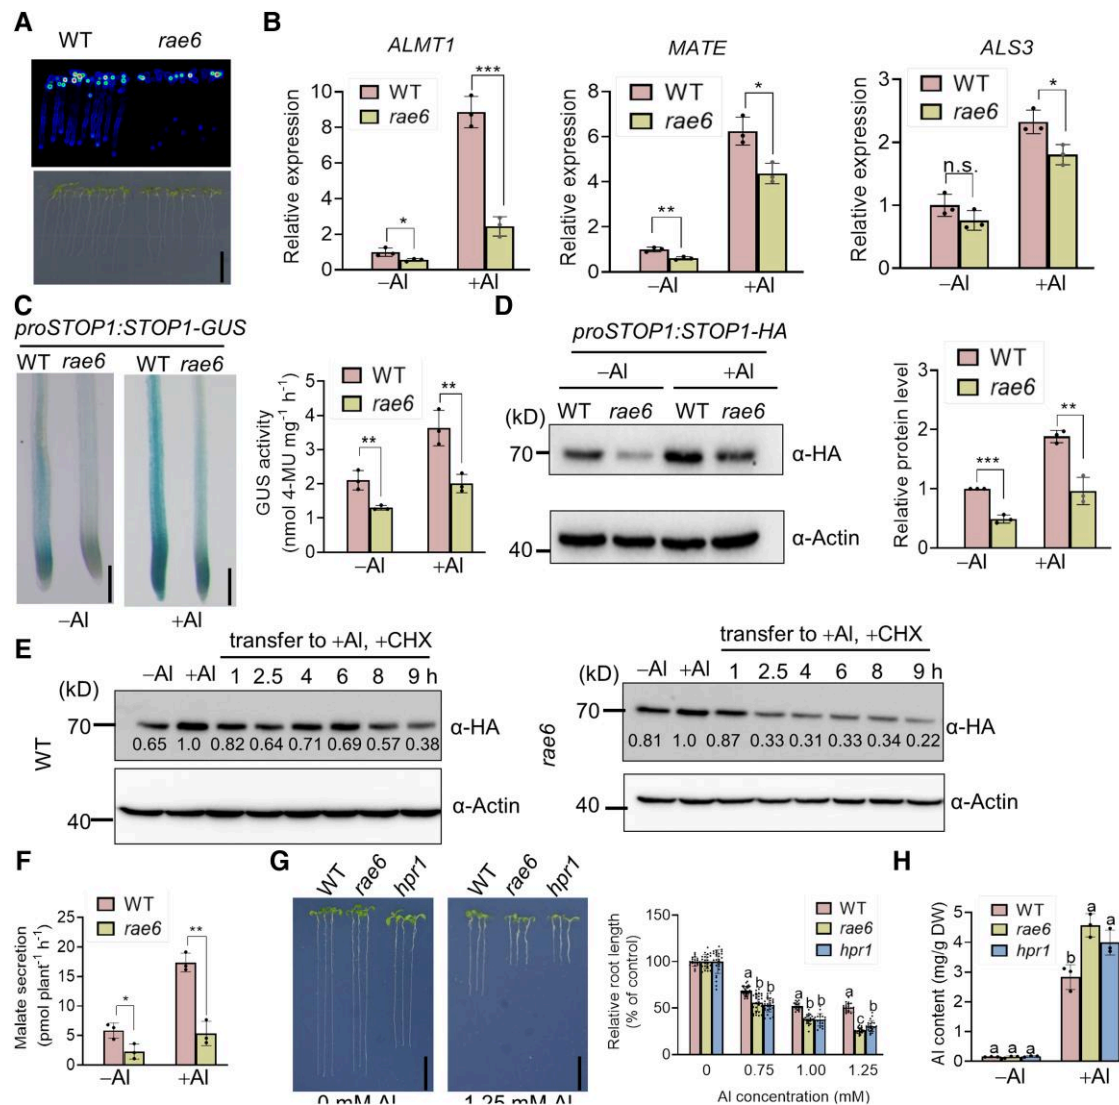 A
WT rae6
B
ALMT1
Relative expression
10
8
6
4
2
0
WT
rae6
*
***
−Al +Al
MATE
Relative expression
8
6
4
2
0
WT
rae6
**
*
−Al +Al
ALS3
Relative expression
3
2
1
0
WT
rae6
n.s.
*
−Al +Al
C
proSTOP1:STOP1-GUS
WT rae6 WT rae6
−Al +Al
GUS activity
(nmol 4-MU mg⁻¹ h⁻¹)
5
4
3
2
1
0
WT
rae6
**
**
−Al +Al
D
proSTOP1:STOP1-HA
−Al +Al
(kD) WT rae6 WT rae6
70 α-HA
40 α-Actin
Relative protein level
3
2
1
0
WT
rae6
***
**
−Al +Al
E
transfer to +Al, +CHX
−Al +Al 1 2.5 4 6 8 9 h
(kD)
70 α-HA
0.65 1.0 0.82 0.64 0.71 0.69 0.57 0.38
WT
α-Actin
40
transfer to +Al, +CHX
−Al +Al 1 2.5 4 6 8 9 h
(kD)
70 α-HA
0.81 1.0 0.87 0.33 0.31 0.33 0.34 0.22
rae6
α-Actin
40
F
Malate secretion
(pmol plant⁻¹ h⁻¹)
25
20
15
10
5
0
WT
rae6
*
**
−Al +Al
G
WT rae6 hpr1 WT rae6 hpr1
0 mM Al 1.25 mM Al
Relative root length
(% of control)
150
100
50
0
WT
rae6
hpr1
a b b a b b a c b
0 0.75 1.00 1.25
Al concentration (mM)
H
Al content (mg/g DW)
5
4
3
2
1
0
WT
rae6
hpr1
a a a b a a
−Al +Al